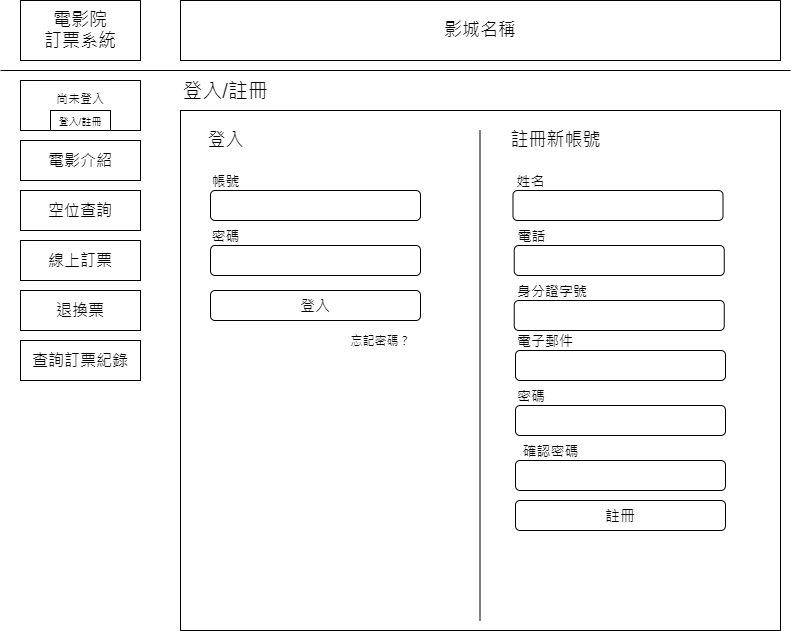 電影院
訂票系統
影城名稱
尚未登入
登入/註冊
電影介紹
空位查詢
線上訂票
退換票
查詢訂票紀錄
登入/註冊
登入
帳號
密碼
登入
忘記密碼？
註冊新帳號
姓名
電話
身分證字號
電子郵件
密碼
確認密碼
註冊